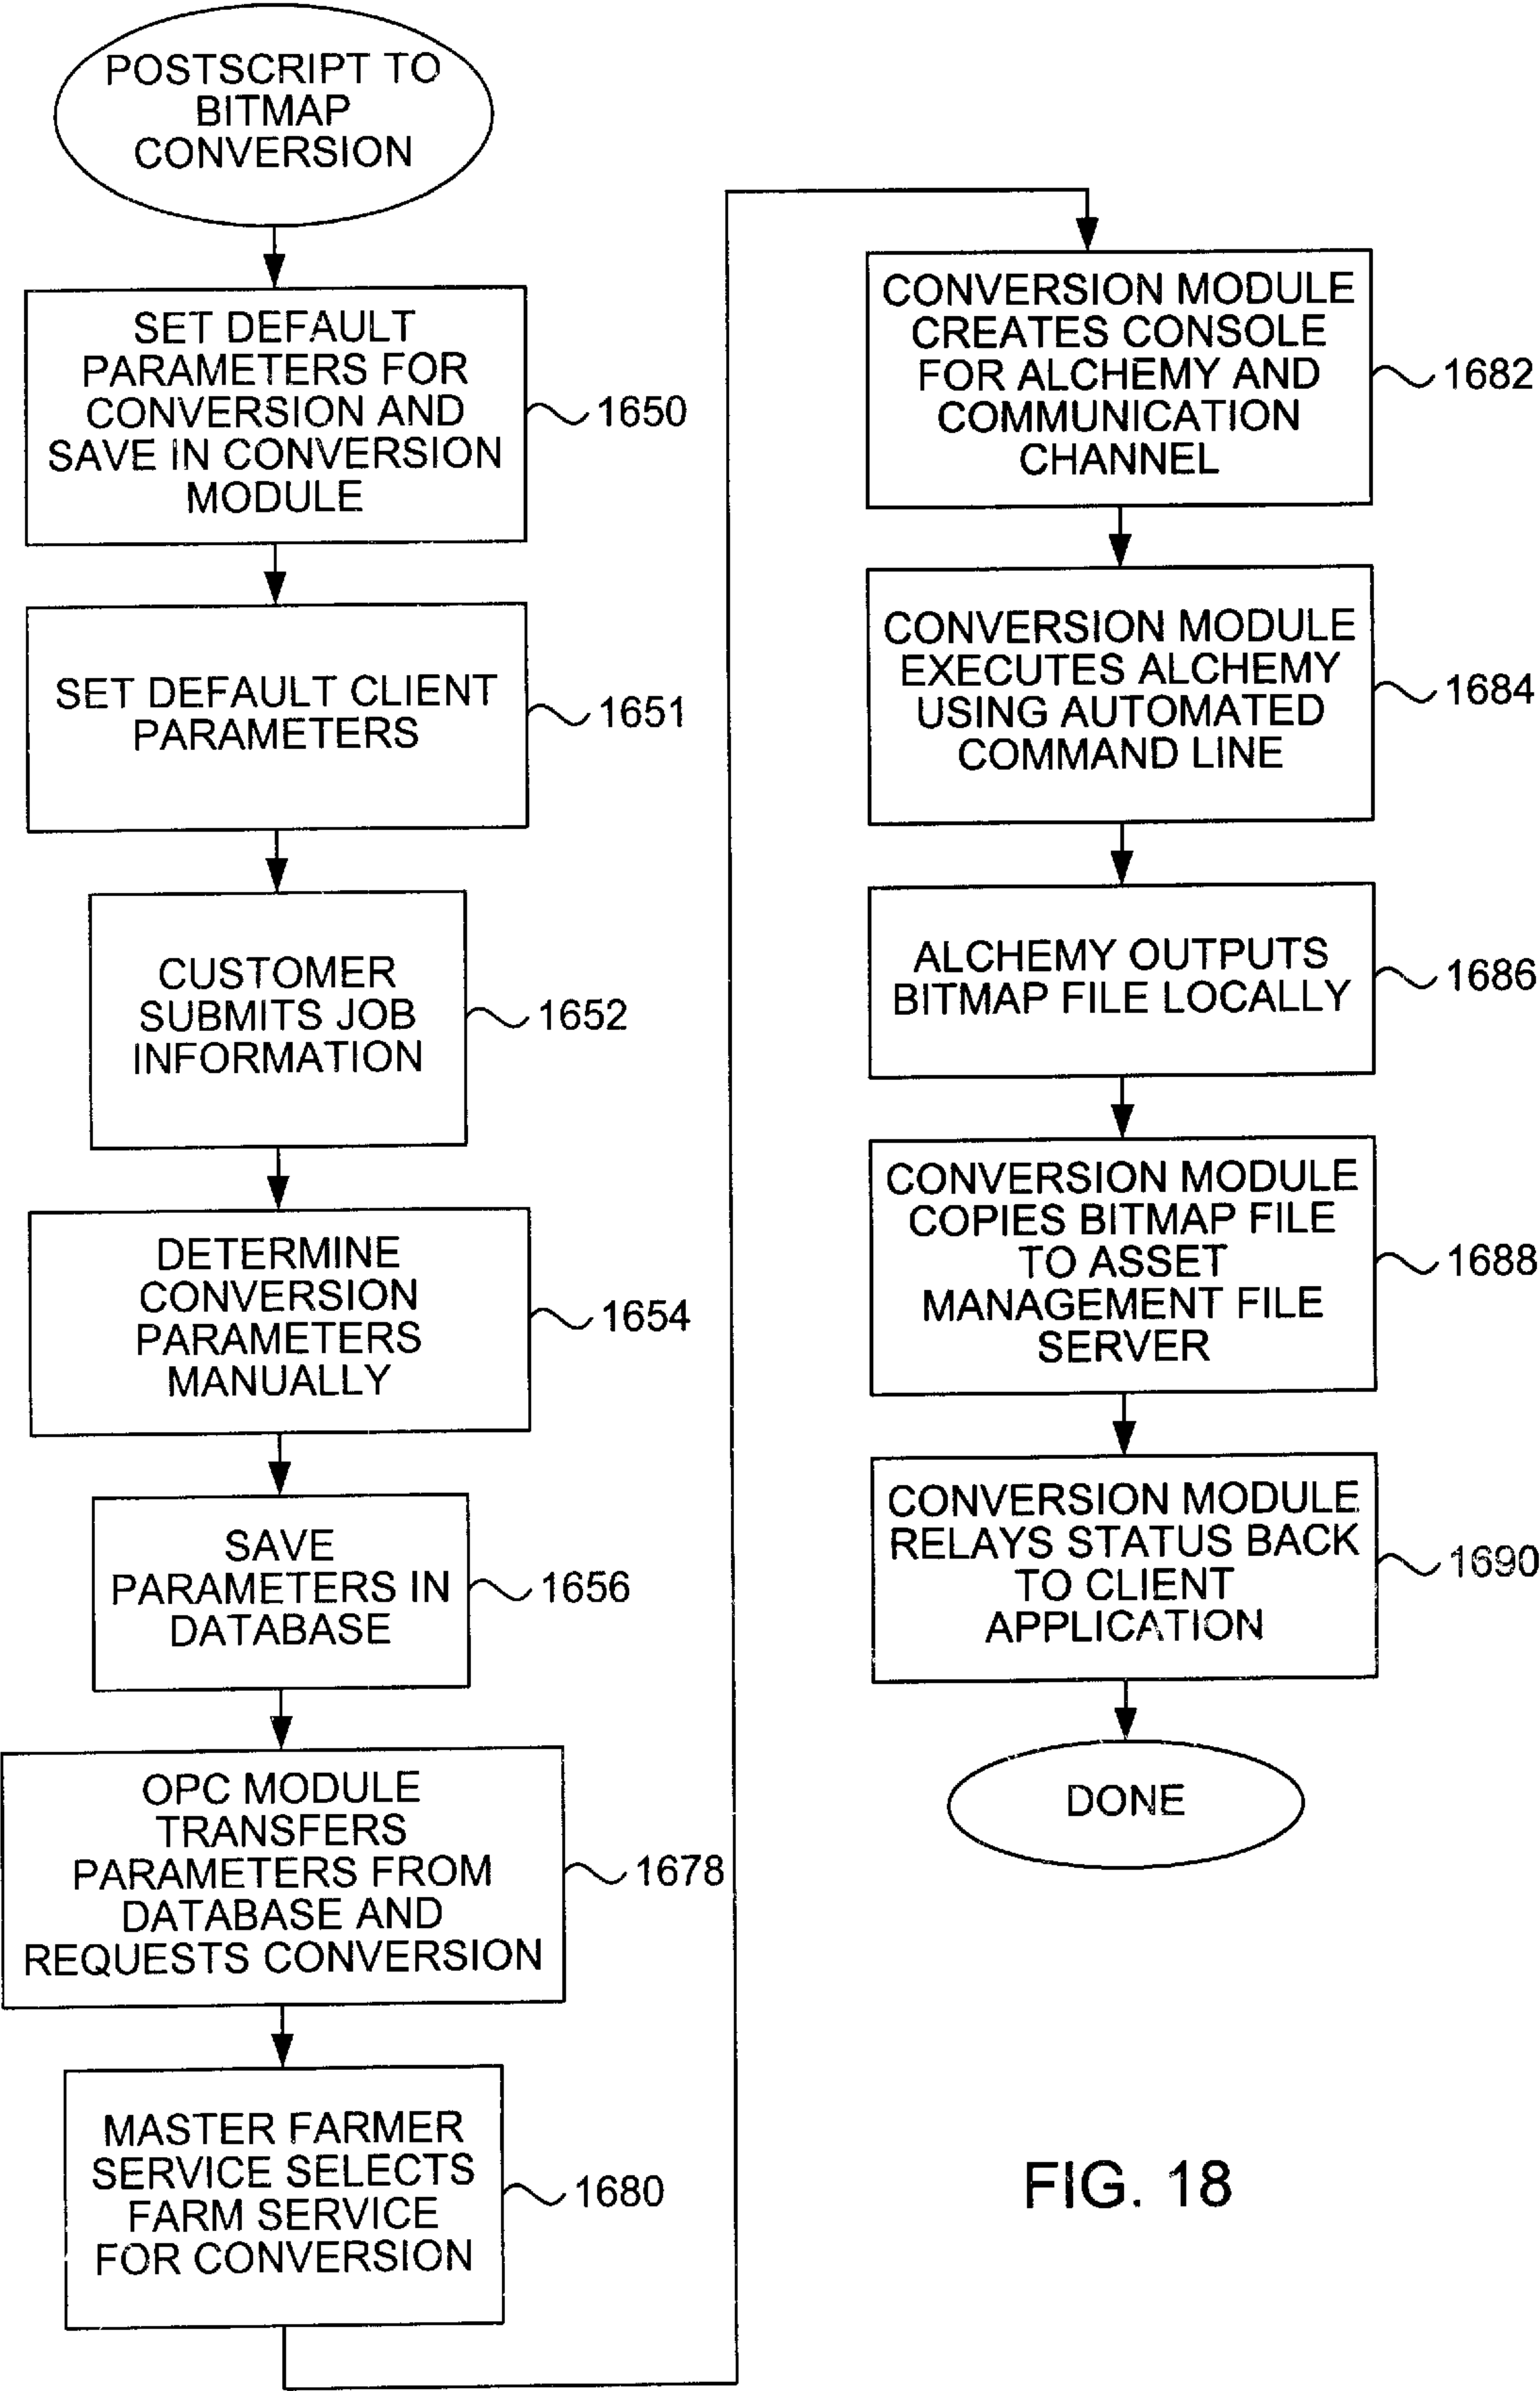 POSTSCRIPT TO
BITMAP
CONVERSION
SET DEFAULT
PARAMETERS FOR
CONVERSION AND
SAVE IN CONVERSION
MODULE
1650
SET DEFAULT CLIENT
PARAMETERS
1651
CUSTOMER
SUBMITS JOB
INFORMATION
1652
DETERMINE
CONVERSION
PARAMETERS
MANUALLY
1654
SAVE
PARAMETERS IN
DATABASE
1656
OPC MODULE
TRANSFERS
PARAMETERS FROM
DATABASE AND
REQUESTS CONVERSION
1678
MASTER FARMER
SERVICE SELECTS
FARM SERVICE
FOR CONVERSION
1680
CONVERSION MODULE
CREATES CONSOLE
FOR ALCHEMY AND
COMMUNICATION
CHANNEL
1682
CONVERSION MODULE
EXECUTES ALCHEMY
USING AUTOMATED
COMMAND LINE
1684
ALCHEMY OUTPUTS
BITMAP FILE LOCALLY
1686
CONVERSION MODULE
COPIES BITMAP FILE
TO ASSET
MANAGEMENT FILE
SERVER
1688
CONVERSION MODULE
RELAYS STATUS BACK
TO CLIENT
APPLICATION
1690
DONE
FIG. 18